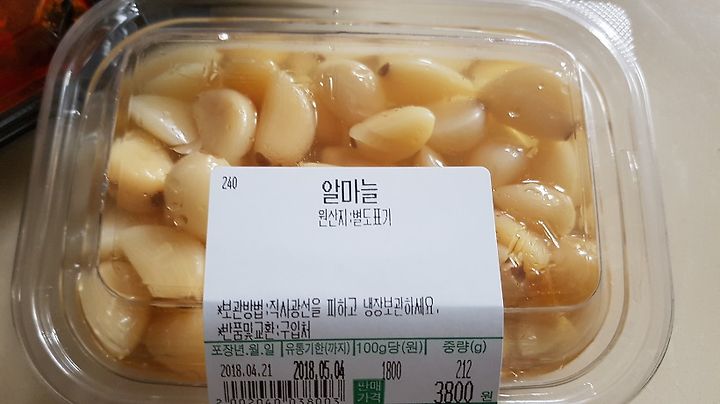 240
알마늘
원산지:별도표기
*보관방법:직사광선을 피하고 냉장보관하세요.
*반품및교환:구입처
포장년.월.일 유통기한(까지) 100g당(원) 중량(g)
2018.04.21 2018.05.04 1800 212
판매
가격 3800 원
2002040038003